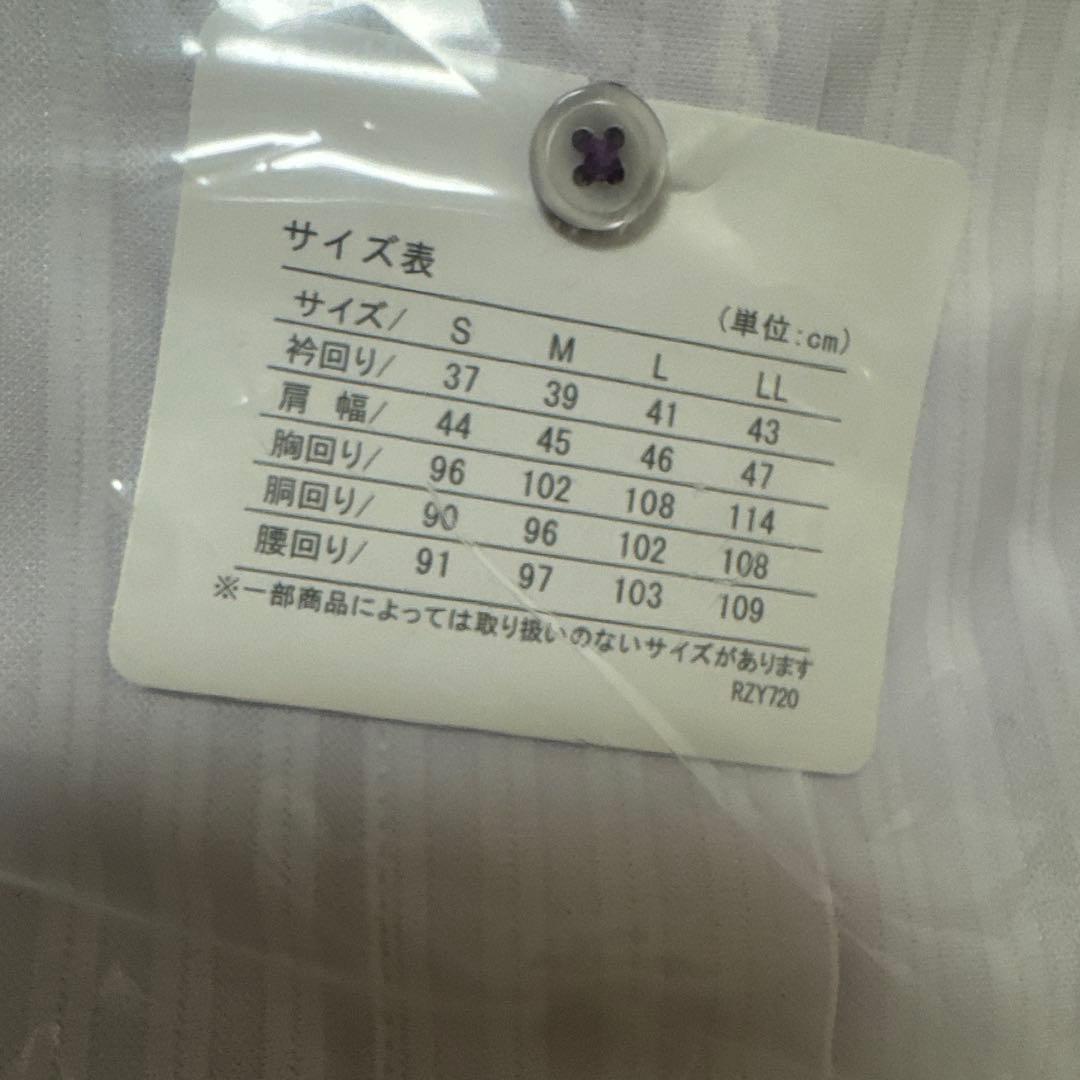 サイズ表
(単位:cm)
サイズ/ S M L LL
衿回り/ 37 39 41 43
肩 幅/ 44 45 46 47
胸回り/ 96 102 108 114
胴回り/ 90 96 102 108
腰回り/ 91 97 103 109
※一部商品によっては取り扱いのないサイズがあります
RZY720